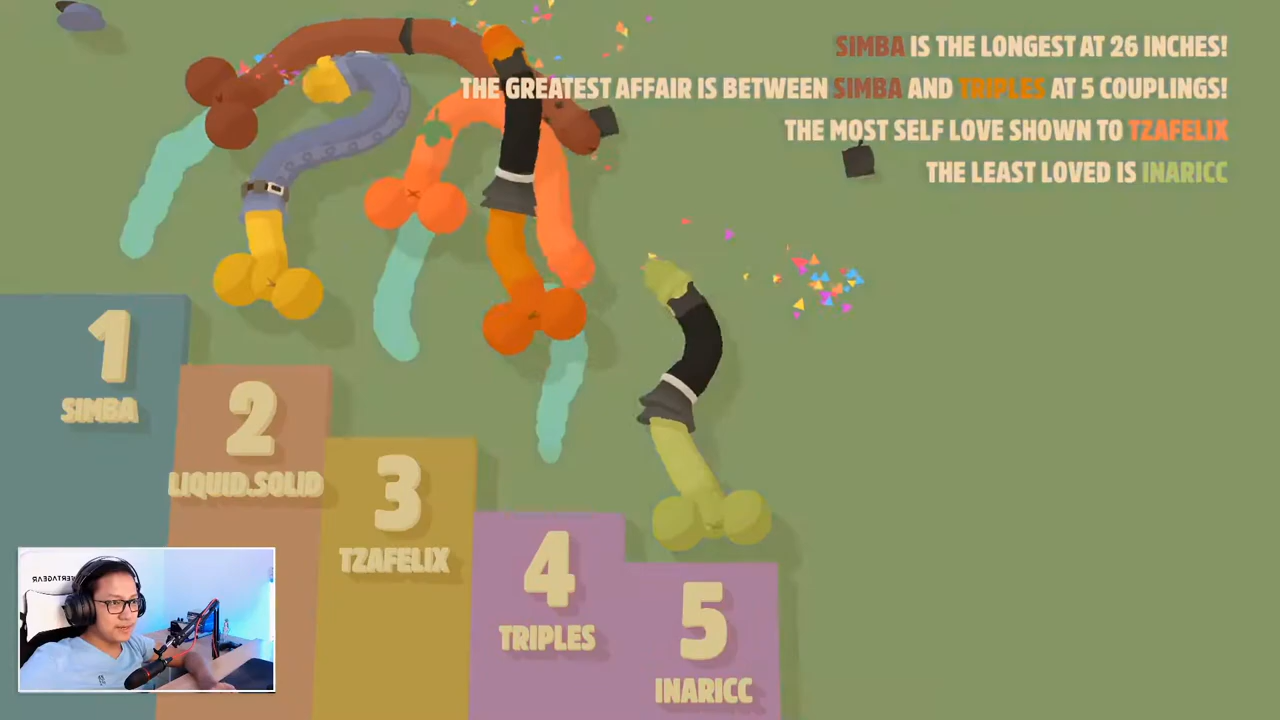 SIMBA IS THE LONGEST AT 26 INCHES!
THE GREATEST AFFAIR IS BETWEEN SIMBA AND TRIPLES AT 5 COUPLINGS!
THE MOST SELF LOVE SHOWN TO TZAFELIX
THE LEAST LOVED IS INARICC
1
SIMBA
2
LIQUID.SOLID
3
TZAFELIX
4
TRIPLES
5
INARICC